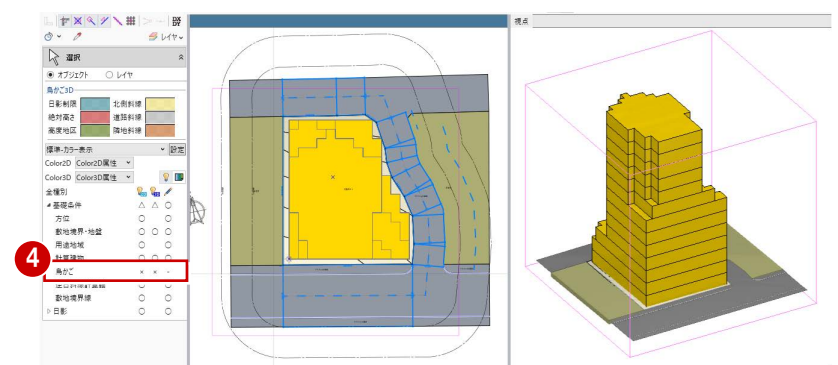 DX
DY
レイヤ
視点
選択
オブジェクト レイヤ
鳥かご3D
日影制限 北側斜線
絶対高さ 道路斜線
高度地区 隣地斜線
標準-カラー表示 設定
Color2D Color2D属性
Color3D Color3D属性
全種別
基礎条件
方位
敷地境界・地盤
用途地域
計算建物
4
鳥かご
敷地境界線
日影